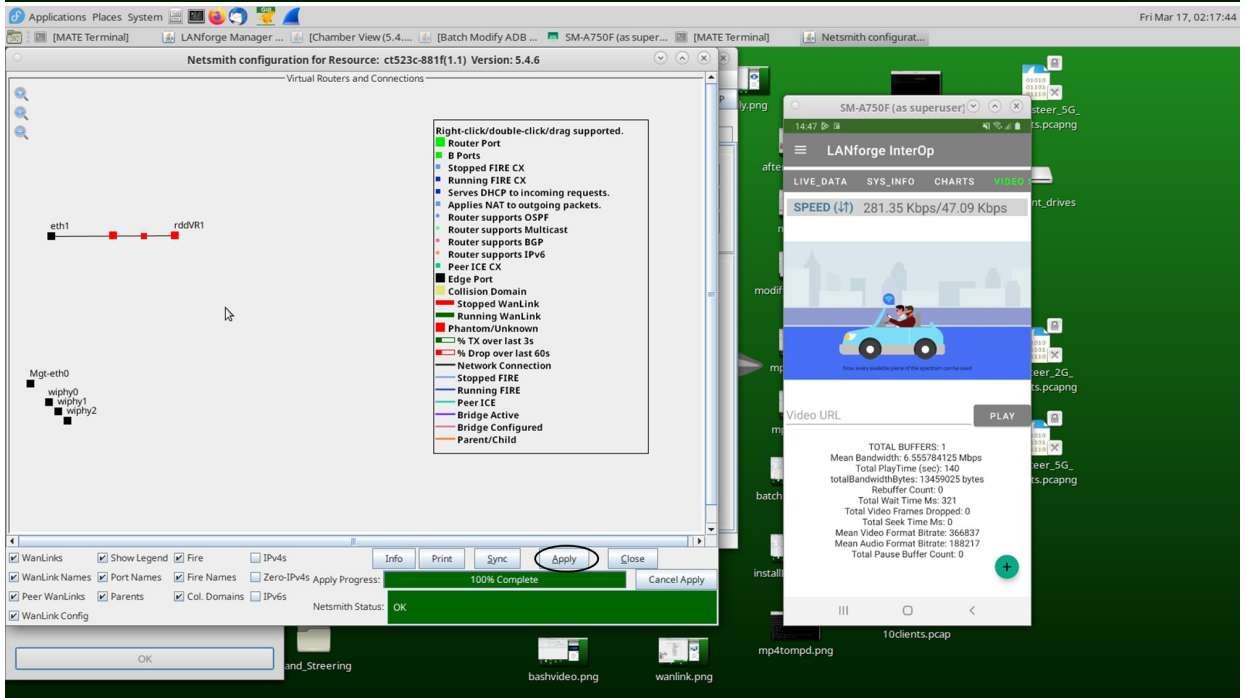 Applications Places System
Fri Mar 17, 02:17:44
[MATE Terminal]
LANforge Manager ...
[Chamber View (5.4....
[Batch Modify ADB ...
SM-A750F (as super...
[MATE Terminal]
Netsmith configurat...
Netsmith configuration for Resource: ct523c-881f(1.1) Version: 5.4.6
Virtual Routers and Connections
Right-click/double-click/drag supported.
Router Port
B Ports
Stopped FIRE CX
Running FIRE CX
Serves DHCP to incoming requests.
Applies NAT to outgoing packets.
Router supports OSPF
Router supports Multicast
Router supports BGP
Router supports IPv6
Peer ICE CX
Edge Port
Collision Domain
Stopped WanLink
Running WanLink
Phantom/Unknown
% TX over last 3s
% Drop over last 60s
Network Connection
Stopped FIRE
Running FIRE
Peer ICE
Bridge Active
Bridge Configured
Parent/Child
eth1
rddVR1
Mgt-eth0
wiphy0
wiphy1
wiphy2
WanLinks
Show Legend
Fire
IPv4s
Info
Print
Sync
Apply
Close
WanLink Names
Port Names
Fire Names
Zero-IPv4s
Apply Progress:
100% Complete
Cancel Apply
Peer WanLinks
Parents
Col. Domains
IPv6s
Netsmith Status:
OK
WanLink Config
OK
and_Streering
bashvideo.png
wanlink.png
mp4tompd.png
10clients.pcap
P
ly.png
afte
modif
mp
batch
install
SM-A750F (as superuser)
14:47
LANforge InterOp
LIVE_DATA
SYS_INFO
CHARTS
VIDEO
SPEED (↓↑) 281.35 Kbps/47.09 Kbps
Now, every available piece of the spectrum can be used
Video URL
PLAY
TOTAL BUFFERS: 1
Mean Bandwidth: 6.555784125 Mbps
Total PlayTime (sec): 140
totalBandwidthBytes: 13459025 bytes
Rebuffer Count: 0
Total Wait Time Ms: 321
Total Video Frames Dropped: 0
Total Seek Time Ms: 0
Mean Video Format Bitrate: 366837
Mean Audio Format Bitrate: 188217
Total Pause Buffer Count: 0
+
steer_5G_
ts.pcapng
nt_drives
teer_2G_
ts.pcapng
teer_5G_
ts.pcapng